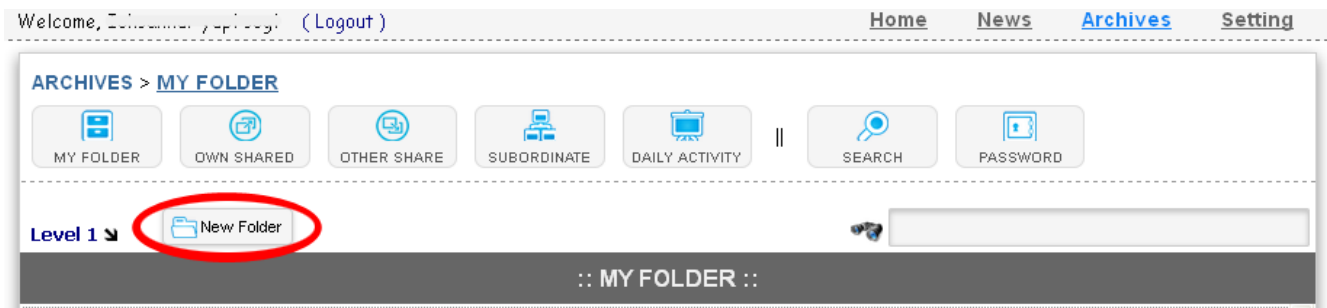 Welcome, ( Logout ) Home News Archives Setting
ARCHIVES > MY FOLDER
MY FOLDER OWN SHARED OTHER SHARE SUBORDINATE DAILY ACTIVITY || SEARCH PASSWORD
Level 1 New Folder
:: MY FOLDER ::